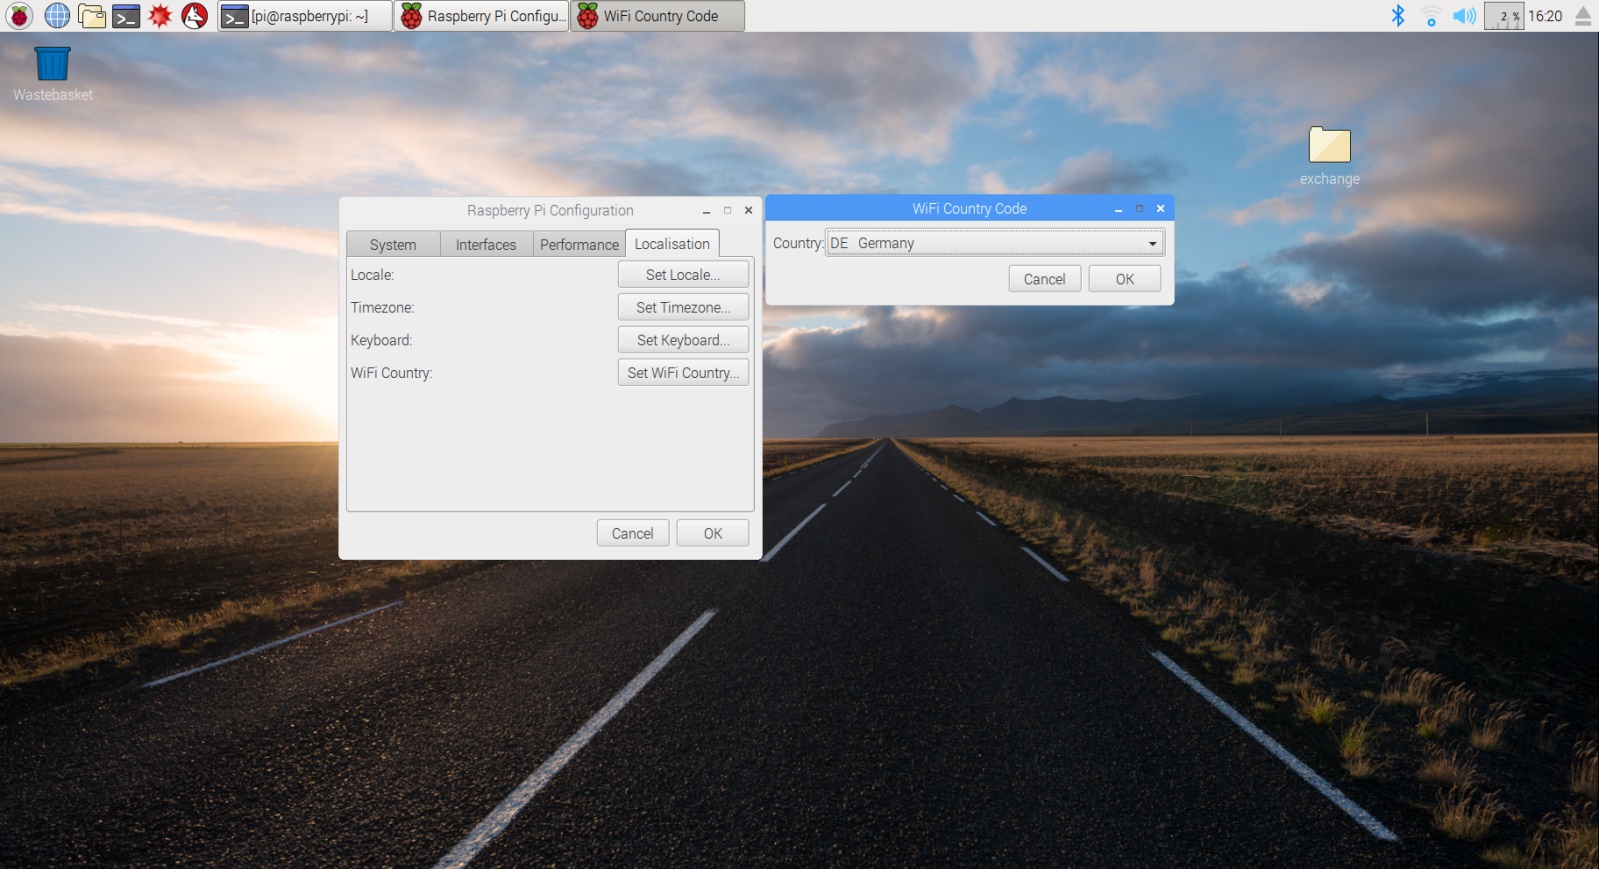 [pi@raspberrypi: ~]
Raspberry Pi Configu...
WiFi Country Code
2 %
16:20
Wastebasket
exchange
Raspberry Pi Configuration
System
Interfaces
Performance
Localisation
Locale:
Set Locale...
Timezone:
Set Timezone...
Keyboard:
Set Keyboard...
WiFi Country:
Set WiFi Country...
Cancel
OK
WiFi Country Code
Country:
DE Germany
Cancel
OK